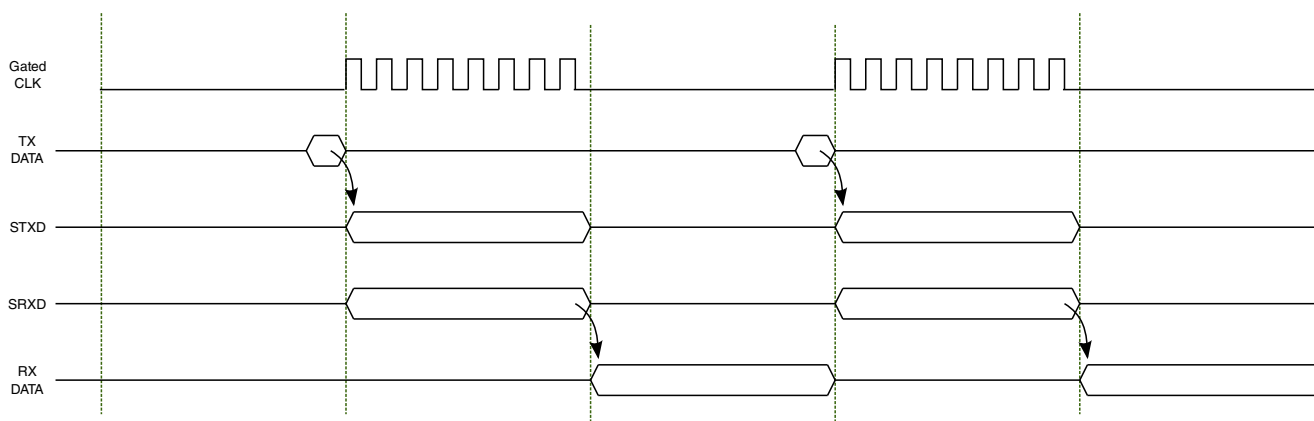 Gated
CLK
TX
DATA
STXD
SRXD
RX
DATA